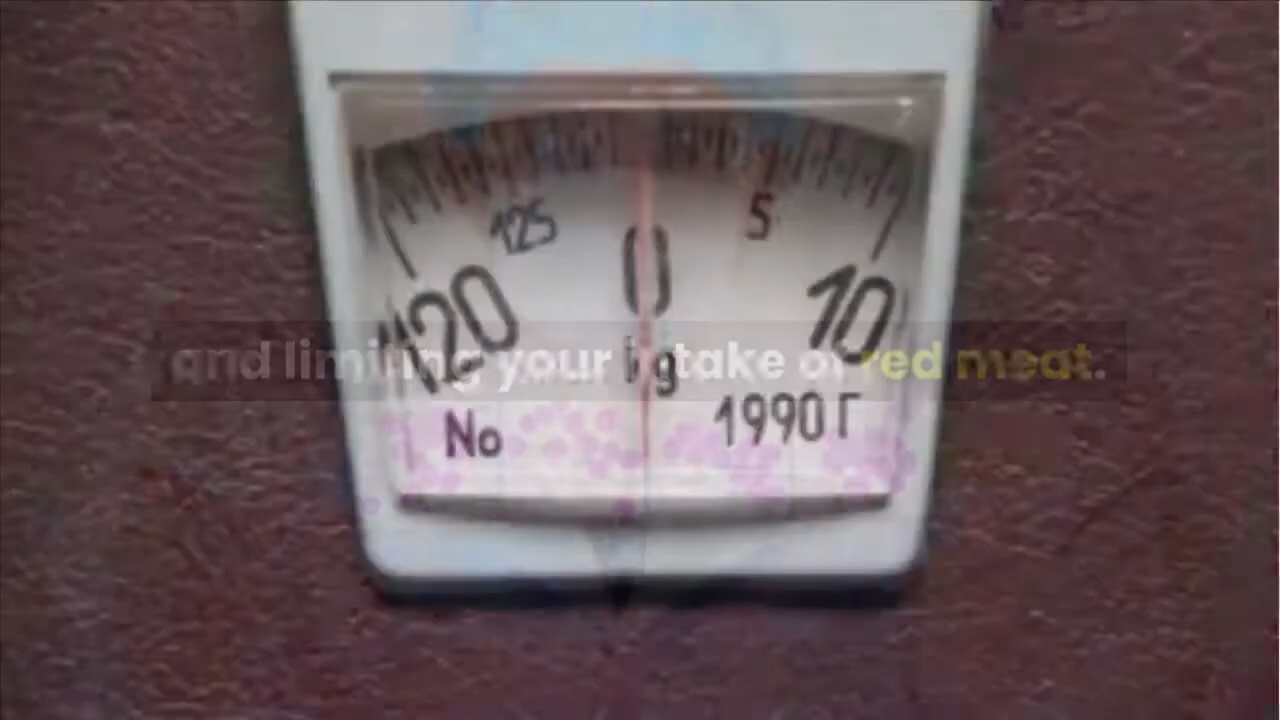 125 0 5
120 10
kg
and limiting your intake of red meat.
No 1990 Г